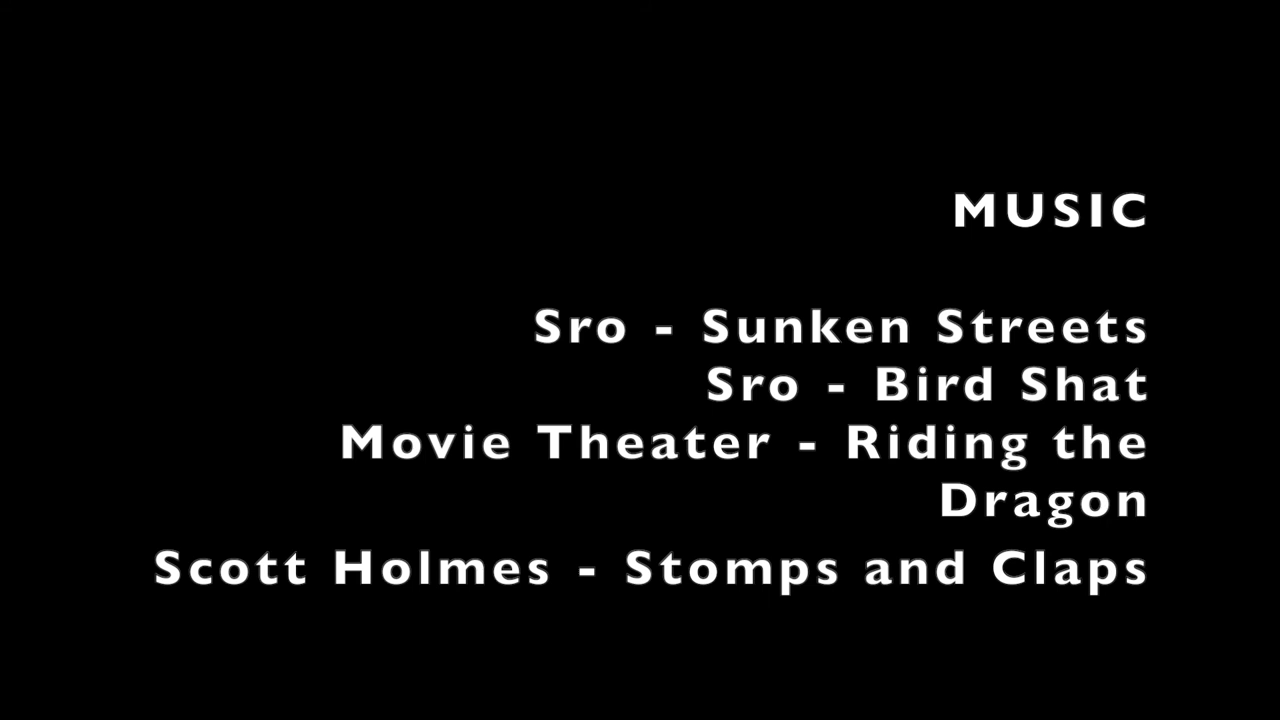 MUSIC
Sro - Sunken Streets
Sro - Bird Shat
Movie Theater - Riding the
Dragon
Scott Holmes - Stomps and Claps